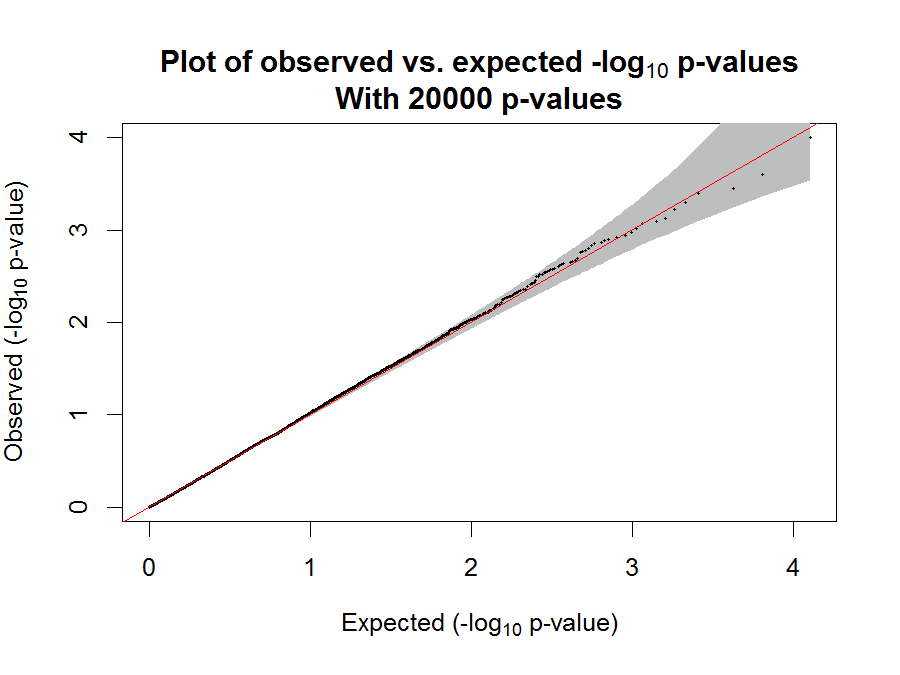 Plot of observed vs. expected -log10 p-values
With 20000 p-values
Observed (-log10 p-value)
4
3
2
1
0
0 1 2 3 4
Expected (-log10 p-value)